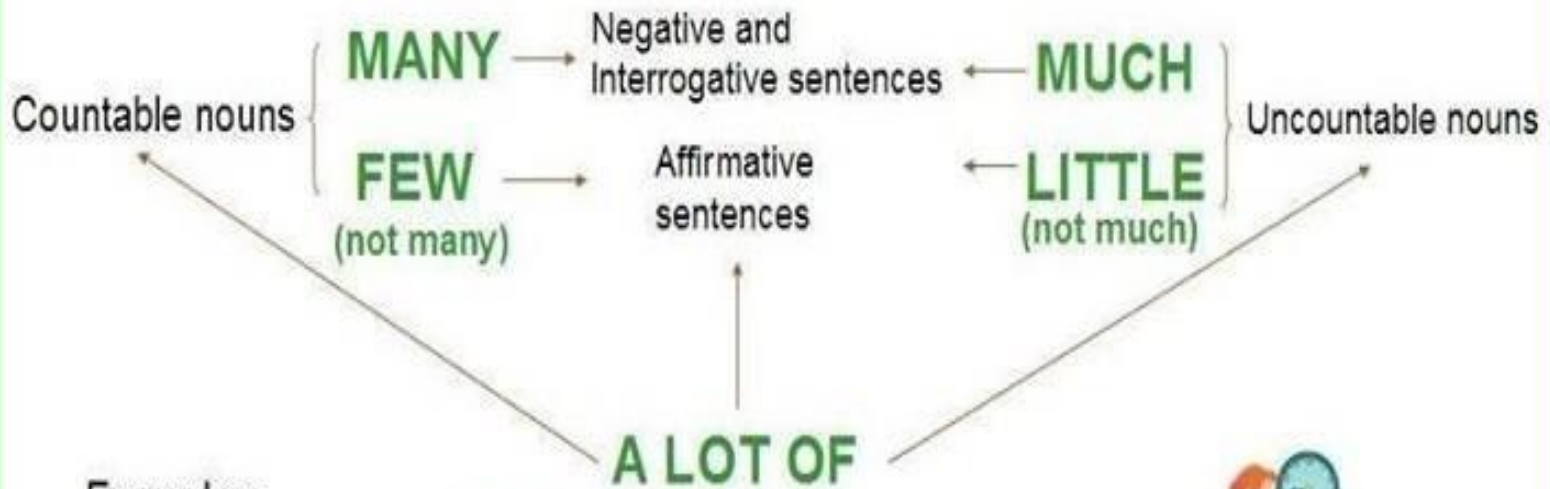 MANY
Negative and
Interrogative sentences
MUCH
Countable nouns
Uncountable nouns
FEW
(not many)
Affirmative
sentences
LITTLE
(not much)
A LOT OF